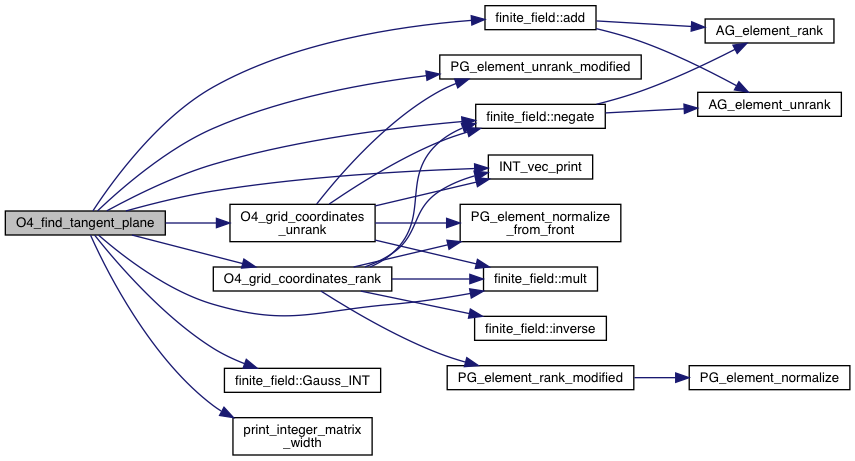 finite_field::add
AG_element_rank
PG_element_unrank_modified
AG_element_unrank
finite_field::negate
INT_vec_print
O4_find_tangent_plane
O4_grid_coordinates
_unrank
PG_element_normalize
_from_front
O4_grid_coordinates_rank
finite_field::mult
finite_field::inverse
finite_field::Gauss_INT
PG_element_rank_modified
PG_element_normalize
print_integer_matrix
_width